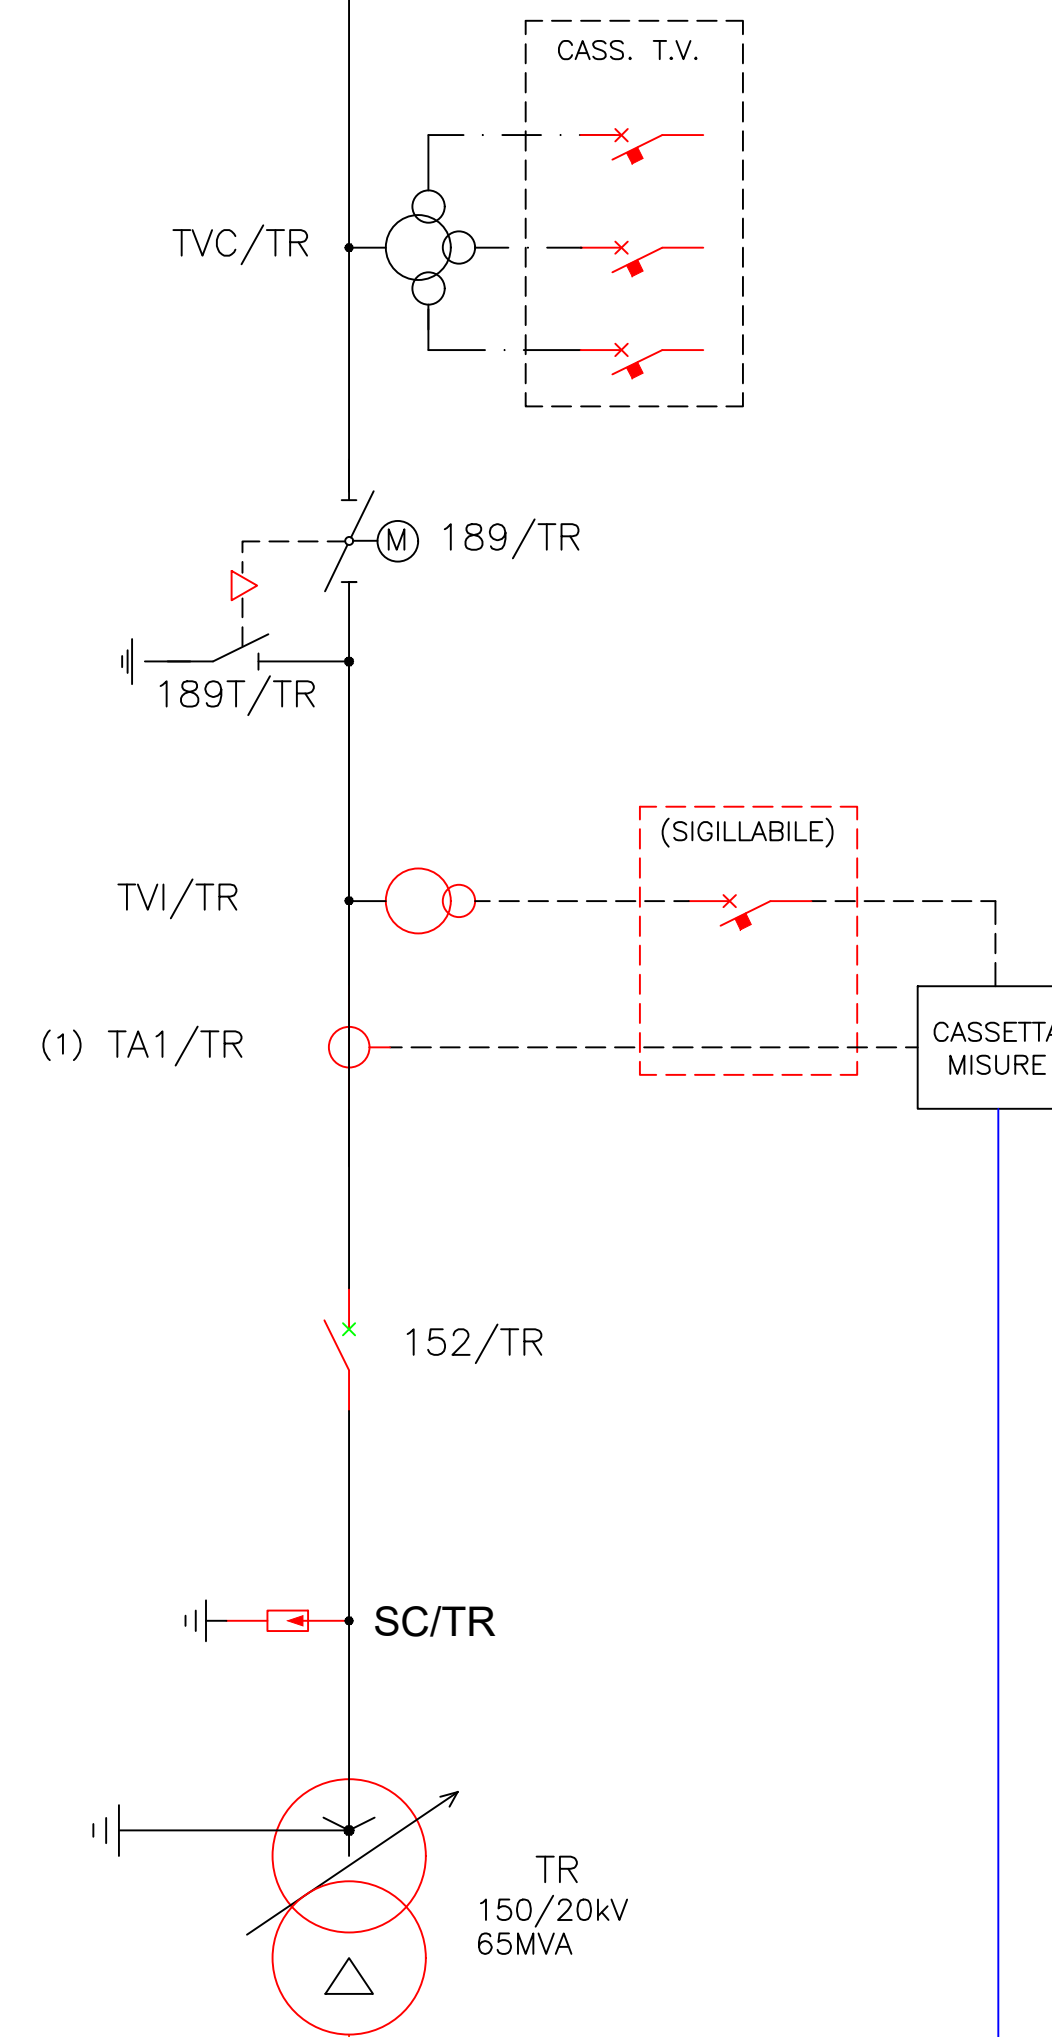 CASS. T.V.
TVC/TR
M
189/TR
189T/TR
(SIGILLABILE)
TVI/TR
(1) TA1/TR
CASSETTA
MISURE
152/TR
SC/TR
TR
150/20kV
65MVA